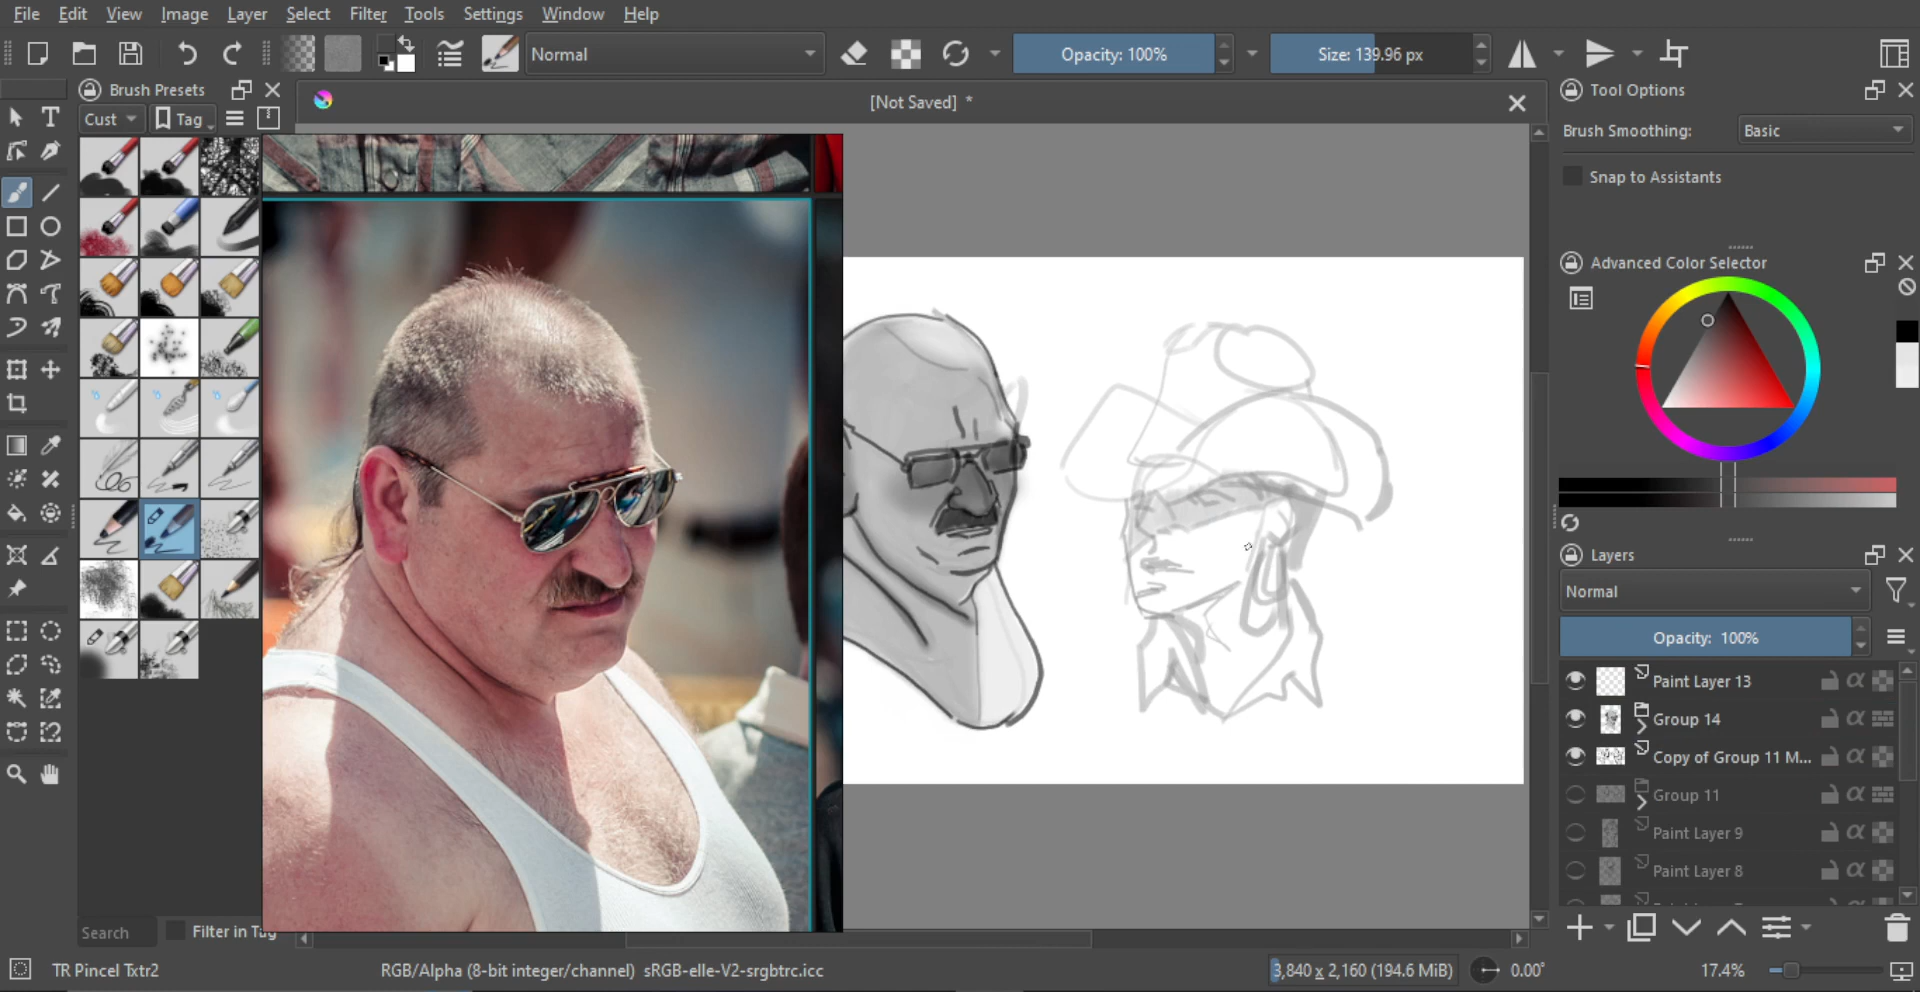 File Edit View Image Layer Select Filter Tools Settings Window Help
Normal
Opacity: 100%
Size: 139.96 px
Brush Presets
[Not Saved] *
Tool Options
Cust
Tag
Brush Smoothing:
Basic
Snap to Assistants
Advanced Color Selector
Layers
Normal
Opacity: 100%
Paint Layer 13
Group 14
Copy of Group 11 M...
Group 11
Paint Layer 9
Paint Layer 8
Search
Filter in Tag
TR Pincel Txtr2
RGB/Alpha (8-bit integer/channel) sRGB-elle-V2-srgbtrc.icc
3,840 x 2,160 (194.6 MiB)
0.00°
17.4%